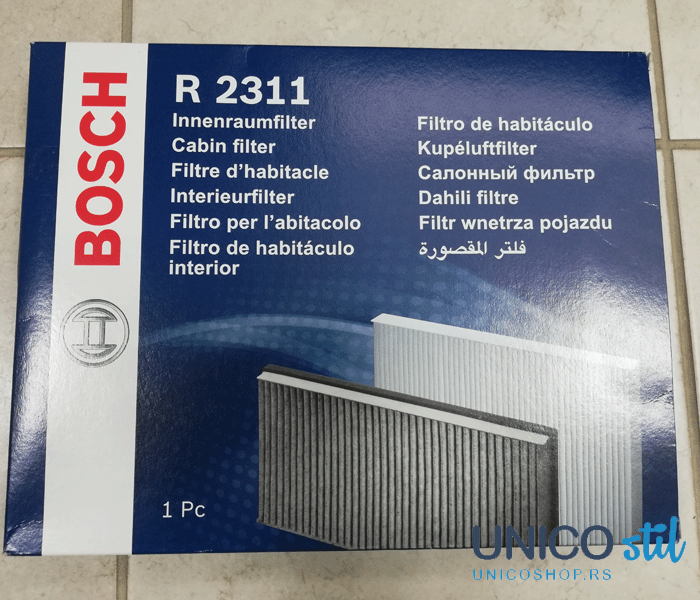 BOSCH
R 2311
Innenraumfilter
Cabin filter
Filtre d'habitacle
Interieurfilter
Filtro per l'abitacolo
Filtro de habitáculo
interior
Filtro de habitáculo
Kupéluftfilter
Салонный фильтр
Dahili filtre
Filtr wnetrza pojazdu
فلتر المقصورة
1 Pc
UNICO stil
UNICOSHOP.RS